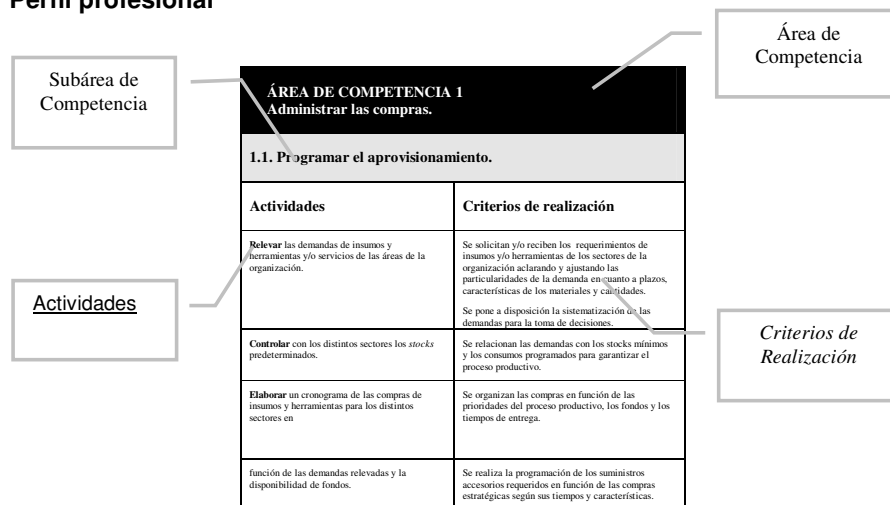 Perfil profesional
Área de
Competencia
Subárea de
Competencia
ÁREA DE COMPETENCIA 1
Administrar las compras.
1.1. Programar el aprovisionamiento.
Actividades
Criterios de realización
Relevar las demandas de insumos y
herramientas y/o servicios de las áreas de la
organización.
Se solicitan y/o reciben los requerimientos de
insumos y/o herramientas de los sectores de la
organización aclarando y ajustando las
particularidades de la demanda en cuanto a plazos,
características de los materiales y cantidades.
Se pone a disposición la sistematización de las
demandas para la toma de decisiones.
Actividades
Criterios de
Realización
Controlar con los distintos sectores los stocks
predeterminados.
Se relacionan las demandas con los stocks mínimos
y los consumos programados para garantizar el
proceso productivo.
Elaborar un cronograma de las compras de
insumos y herramientas para los distintos
sectores en
Se organizan las compras en función de las
prioridades del proceso productivo, los fondos y los
tiempos de entrega.
función de las demandas relevadas y la
disponibilidad de fondos.
Se realiza la programación de los suministros
accesorios requeridos en función de las compras
estratégicas según sus tiempos y características.